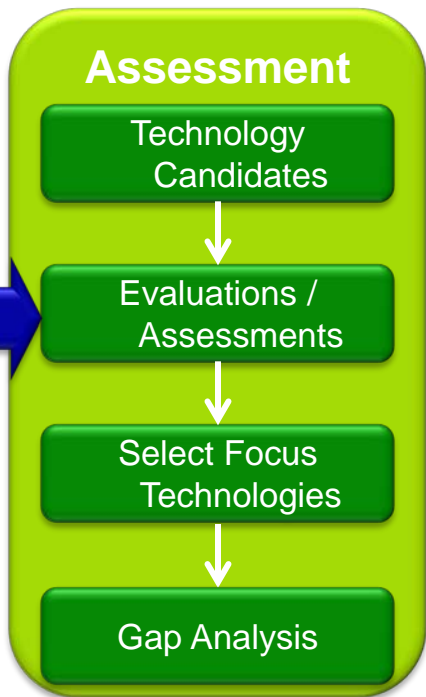 Assessment
Technology
Candidates
Evaluations /
Assessments
Select Focus
Technologies
Gap Analysis